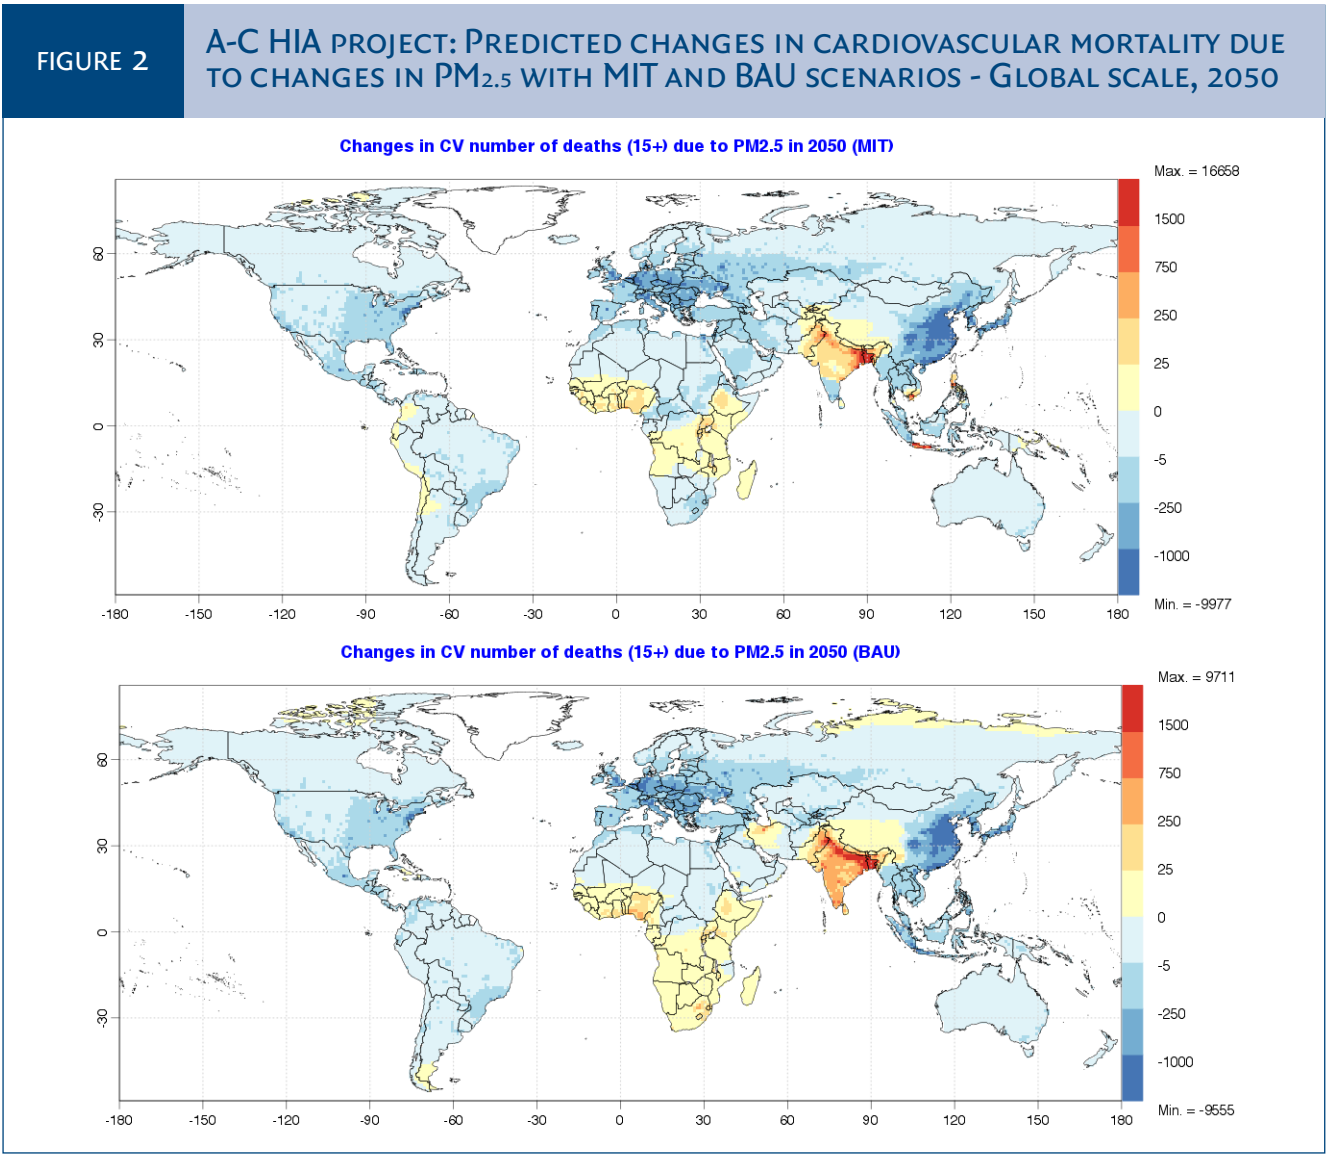 FIGURE 2
A-C HIA PROJECT: PREDICTED CHANGES IN CARDIOVASCULAR MORTALITY DUE
TO CHANGES IN PM2.5 WITH MIT AND BAU SCENARIOS - GLOBAL SCALE, 2050
Changes in CV number of deaths (15+) due to PM2.5 in 2050 (MIT)
Max. = 16658
1500
750
250
25
0
-5
-250
-1000
Min. = -9977
60
30
0
-30
-180 -150 -120 -90 -60 -30 0 30 60 90 120 150 180
Changes in CV number of deaths (15+) due to PM2.5 in 2050 (BAU)
Max. = 9711
1500
750
250
25
0
-5
-250
-1000
Min. = -9555
60
30
0
-30
-180 -150 -120 -90 -60 -30 0 30 60 90 120 150 180